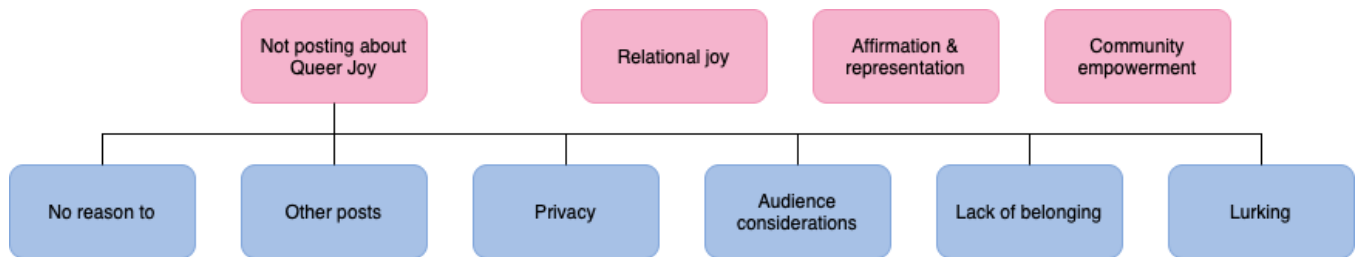 Not posting about
Queer Joy
Relational joy
Affirmation &
representation
Community
empowerment
No reason to
Other posts
Privacy
Audience
considerations
Lack of belonging
Lurking